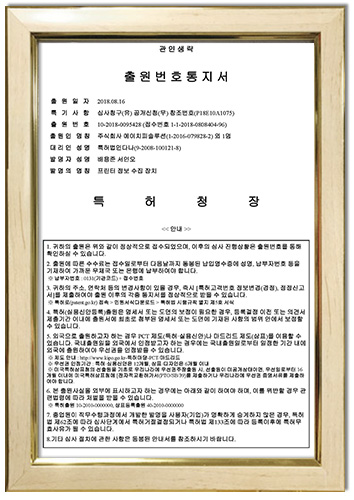 관인생략
출원번호통지서
출원일자 2018.08.16
특기사항 심사청구(유) 공개신청(무) 참조번호(P18E10A1075)
출원번호 10-2018-0095428 (접수번호 1-1-2018-0808404-96)
출원인명칭 주식회사 에이치피솔루션(1-2016-079828-2) 외 1명
대리인성명 특허법인다나(9-2008-100121-8)
발명자성명 배용준 서인오
발명의명칭 프린터 정보 수집 장치
특허청장
<< 안내 >>
1. 귀하의 출원은 위와 같이 정상적으로 접수되었으며, 이후의 심사 진행상황은 출원번호를 통해
확인하실 수 있습니다.
2. 출원에 따른 수수료는 접수일로부터 다음날까지 동봉된 납입영수증에 성명, 납부자번호 등을
기재하여 가까운 우체국 또는 은행에 납부하여야 합니다.
※ 납부자번호 : 0131(기관코드) + 접수번호
3. 귀하의 주소, 연락처 등의 변경사항이 있을 경우, 즉시 [특허고객번호 정보변경(경정), 정정신고
서]를 제출하여야 출원 이후의 각종 통지서를 정상적으로 받을 수 있습니다.
※ 특허로(patent.go.kr) 접속 > 민원서식다운로드 > 특허법 시행규칙 별지 제5호 서식
4. 특허(실용신안등록)출원은 명세서 또는 도면의 보정이 필요한 경우, 등록결정 이전 또는 의견서
제출기간 이내에 출원서에 최초로 첨부된 명세서 또는 도면에 기재된 사항의 범위 안에서 보정할
수 있습니다.
5. 외국으로 출원하고자 하는 경우 PCT 제도(특허·실용신안)나 마드리드 제도(상표)를 이용할 수
있습니다. 국내출원일을 외국에서 인정받고자 하는 경우에는 국내출원일로부터 일정한 기간 내에
외국에 출원하여야 우선권을 인정받을 수 있습니다.
※ 제도 안내 : http://www.kipo.go.kr-특허마당-PCT/마드리드
※ 우선권 인정기간 : 특허·실용신안은 12개월, 상표·디자인은 6개월 이내
※ 미국특허상표청의 선출원을 기초로 우리나라에 우선권주장출원 시, 선출원이 미공개상태이면, 우선일로부터 16
개월 이내에 미국특허상표청에 [전자적교환허가서(PTO/SB/39)를 제출하거나 우리나라에 우선권 증명서류를 제출하
여야 합니다.
6. 본 출원사실을 외부에 표시하고자 하는 경우에는 아래와 같이 하여야 하며, 이를 위반할 경우 관
련법령에 따라 처벌을 받을 수 있습니다.
※ 특허출원 10-2010-0000000, 상표등록출원 40-2010-0000000
7. 종업원이 직무수행과정에서 개발한 발명을 사용자(기업)가 명확하게 승계하지 않은 경우, 특허
법 제62조에 따라 심사단계에서 특허거절결정되거나 특허법 제133조에 따라 등록이후에 특허무
효사유가 될 수 있습니다.
8. 기타 심사 절차에 관한 사항은 동봉된 안내서를 참조하시기 바랍니다.